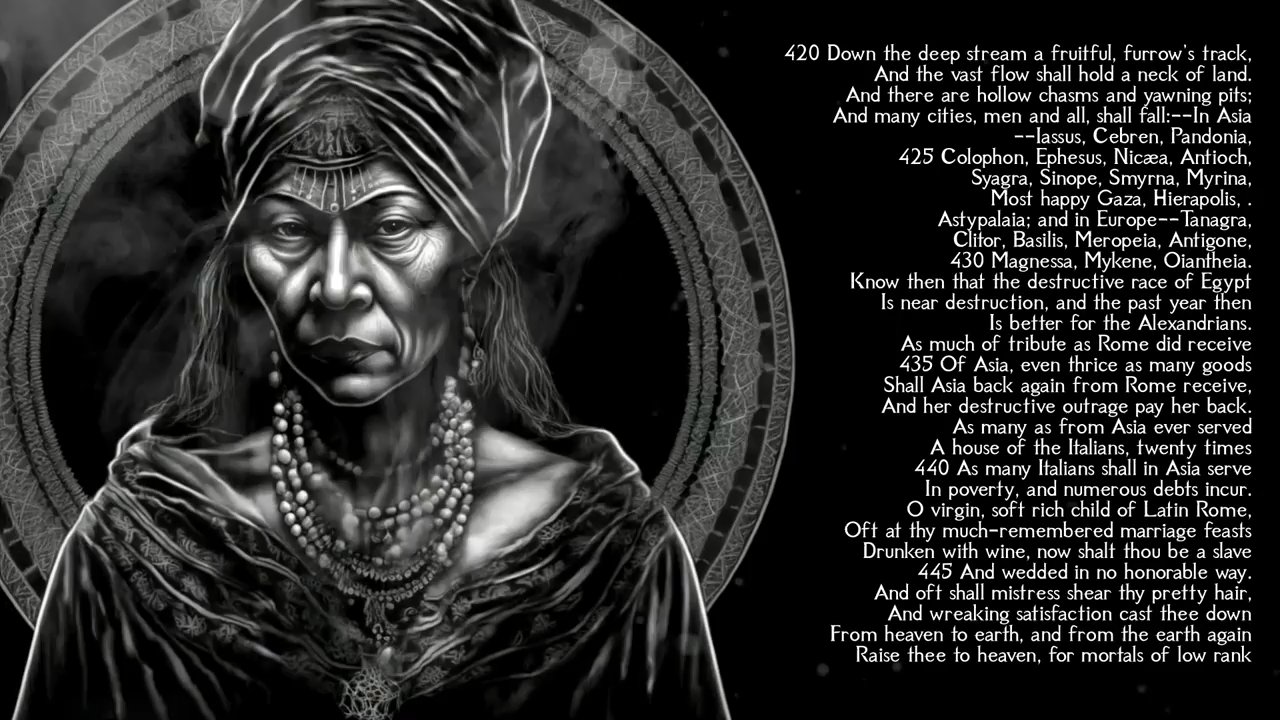 420 Down the deep stream a fruitful, furrow's track,
And the vast flow shall hold a neck of land.
And there are hollow chasms and yawning pits;
And many cities, men and all, shall fall:--In Asia
--Iassus, Cebren, Pandonia,
425 Colophon, Ephesus, Nicæa, Antioch,
Syagra, Sinope, Smyrna, Myrina,
Most happy Gaza, Hierapolis, .
Astypalaia; and in Europe--Tanagra,
Clitor, Basilis, Meropeia, Antigone,
430 Magnessa, Mykene, Oiantheia.
Know then that the destructive race of Egypt
Is near destruction, and the past year then
Is better for the Alexandrians.
As much of tribute as Rome did receive
435 Of Asia, even thrice as many goods
Shall Asia back again from Rome receive,
And her destructive outrage pay her back.
As many as from Asia ever served
A house of the Italians, twenty times
440 As many Italians shall in Asia serve
In poverty, and numerous debts incur.
O virgin, soft rich child of Latin Rome,
Oft at thy much-remembered marriage feasts
Drunken with wine, now shalt thou be a slave
445 And wedded in no honorable way.
And oft shall mistress shear thy pretty hair,
And wreaking satisfaction cast thee down
From heaven to earth, and from the earth again
Raise thee to heaven, for mortals of low rank